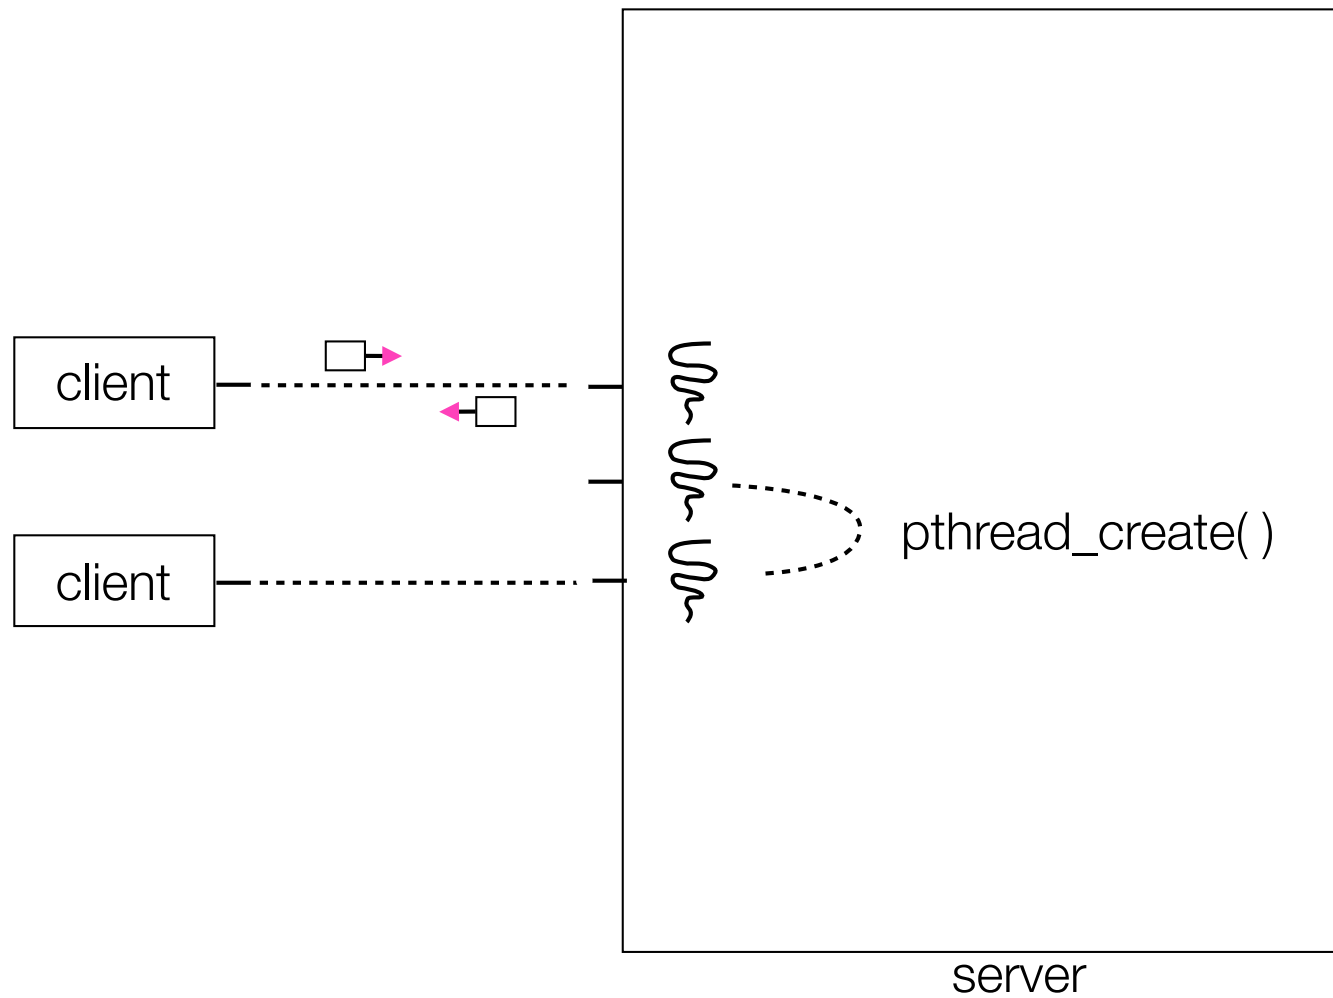 client
client
pthread_create( )
server